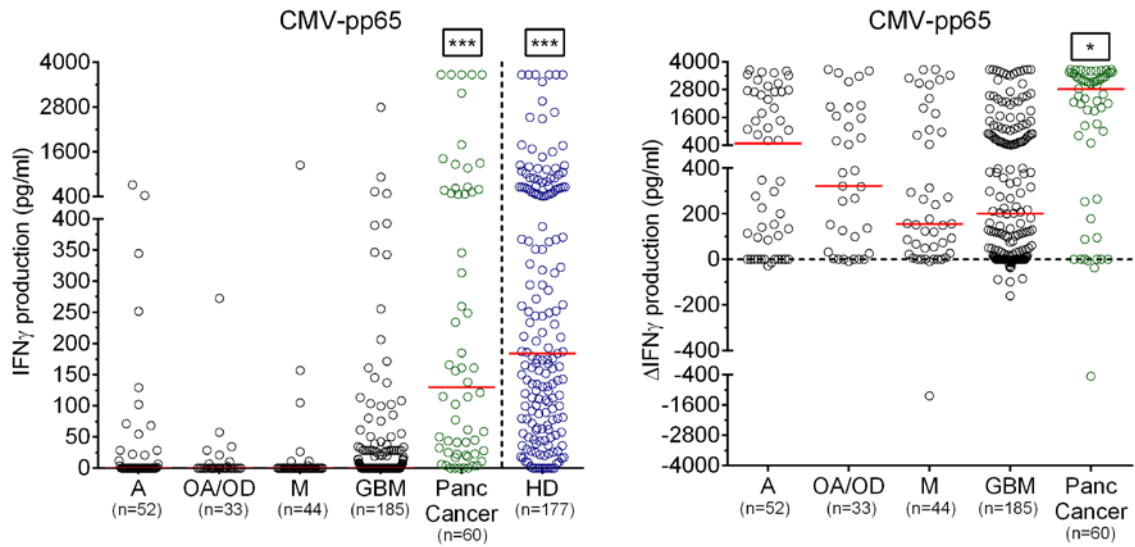 CMV-pp65
***
***
IFNγ production (pg/ml)
4000
2800
1600
400
400
350
300
250
200
150
100
50
0
A
(n=52)
OA/OD
(n=33)
M
(n=44)
GBM
(n=185)
Panc
Cancer
(n=60)
HD
(n=177)
CMV-pp65
*
ΔIFNγ production (pg/ml)
4000
2800
1600
400
400
200
0
-200
-400
-400
-1600
-2800
-4000
A
(n=52)
OA/OD
(n=33)
M
(n=44)
GBM
(n=185)
Panc
Cancer
(n=60)